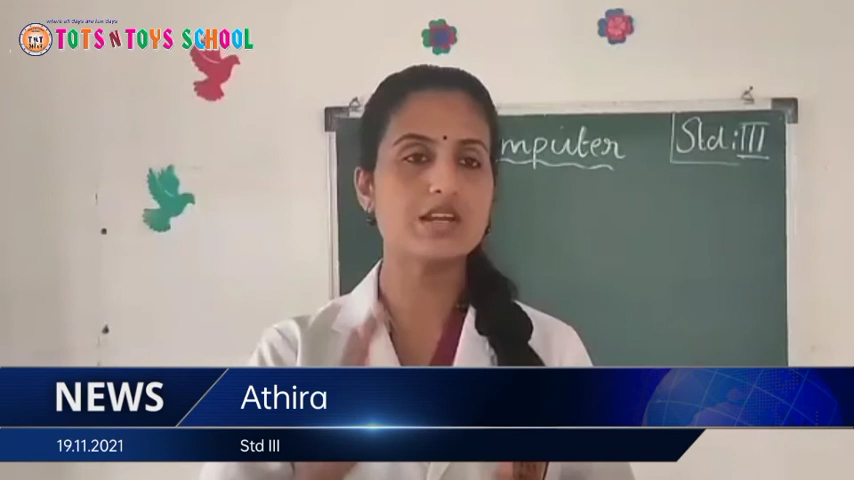 where all days are fun days
TOTS N TOYS SCHOOL
TNT
mputer
Std:III
NEWS
Athira
19.11.2021
Std III